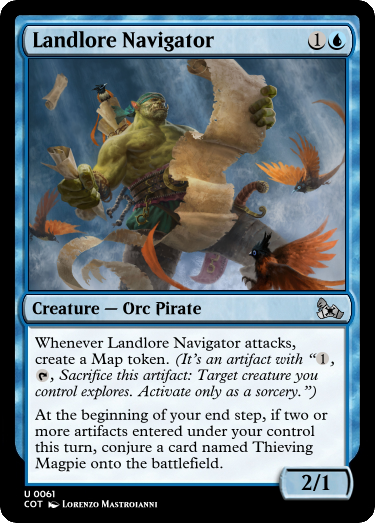 Landlore Navigator 1
Creature — Orc Pirate
Whenever Landlore Navigator attacks,
create a Map token. (It's an artifact with “1,
, Sacrifice this artifact: Target creature you
control explores. Activate only as a sorcery.”)
At the beginning of your end step, if two or
more artifacts entered under your control
this turn, conjure a card named Thieving
Magpie onto the battlefield.
2/1
U 0061
COT Lorenzo Mastroianni